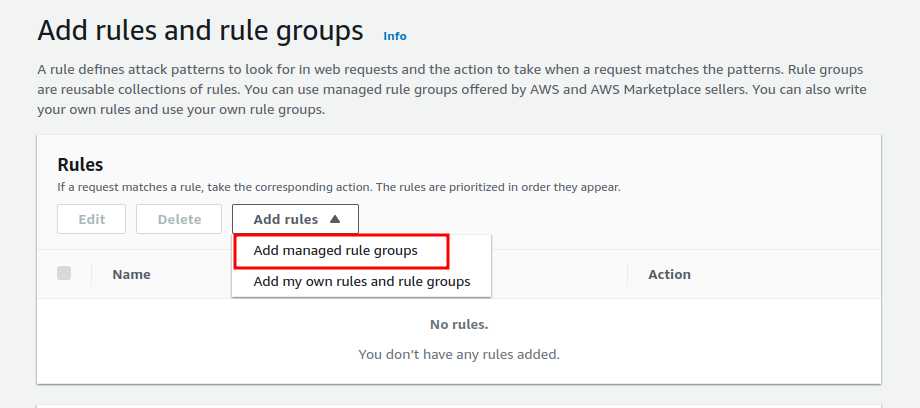 Add rules and rule groups Info
A rule defines attack patterns to look for in web requests and the action to take when a request matches the patterns. Rule groups
are reusable collections of rules. You can use managed rule groups offered by AWS and AWS Marketplace sellers. You can also write
your own rules and use your own rule groups.
Rules
If a request matches a rule, take the corresponding action. The rules are prioritized in order they appear.
Edit Delete Add rules
Add managed rule groups
Name Action
Add my own rules and rule groups
No rules.
You don’t have any rules added.